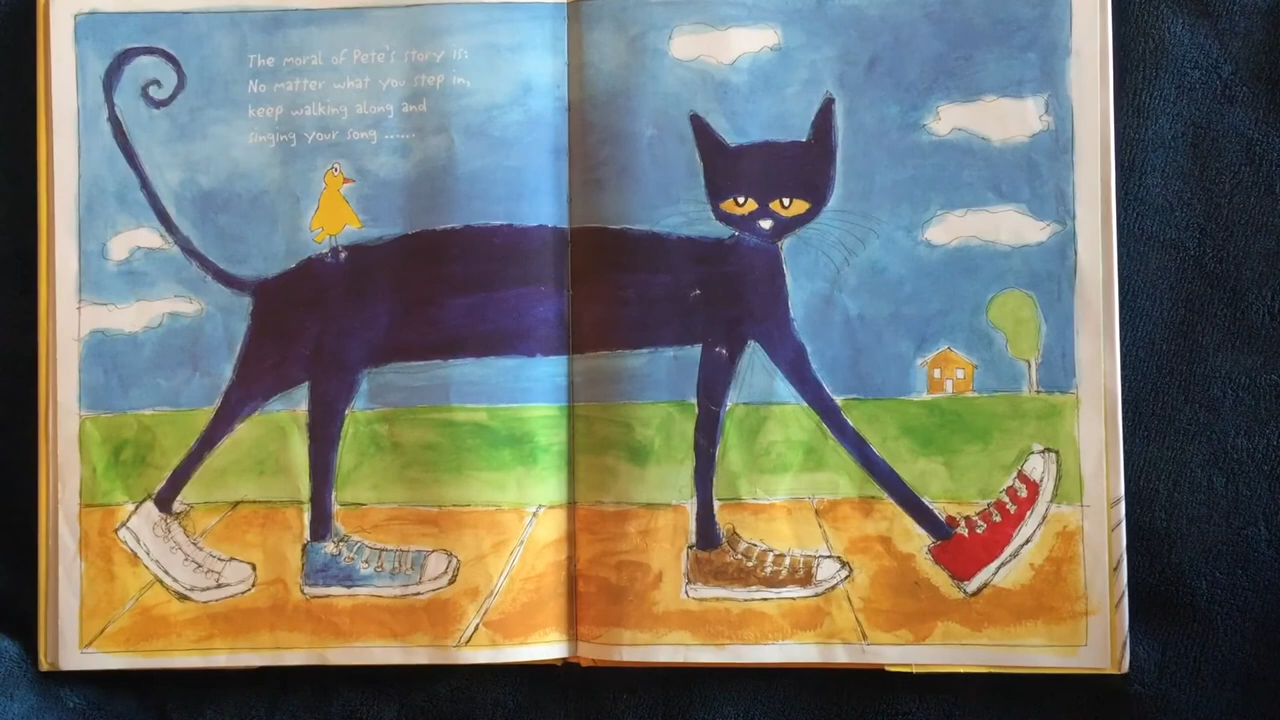 The moral of Pete's story is:
No matter what you step in,
keep walking along and
singing your song ......